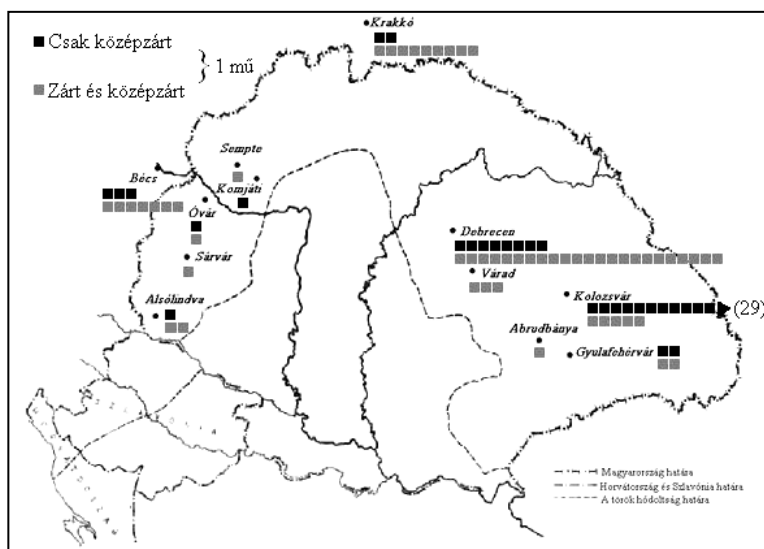 Krakkó
Csak középzárt
1 mű
Zárt és középzárt
Sempte
Bécs
Komjáti
Óvár
Debrecen
Sárvár
Várad
Kolozsvár
Alsólindva
(29)
Abrudbánya
Gyulafehérvár
Magyarország határa
Horvátország és Szlavónia határa
A török hódoltság határa